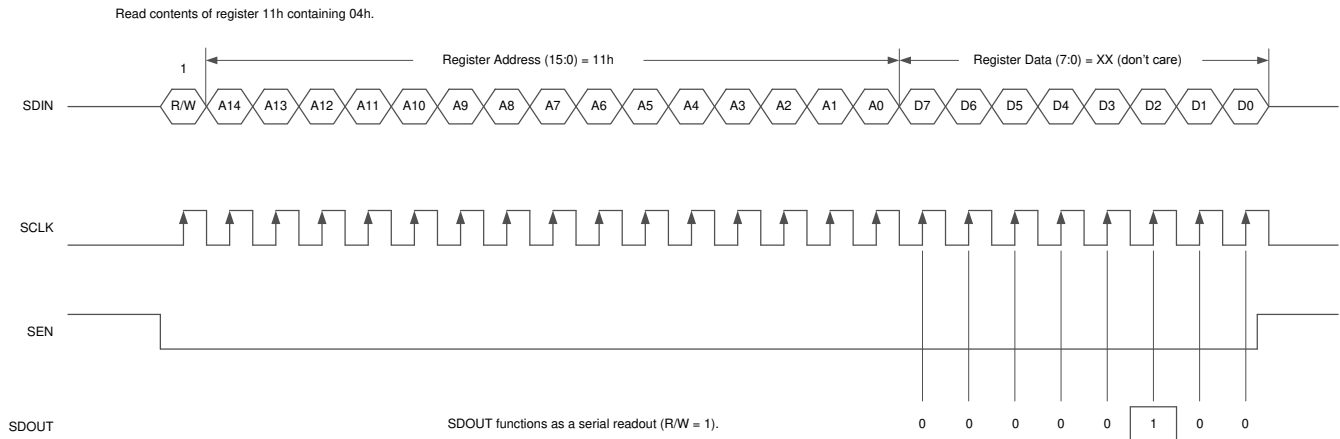 Read contents of register 11h containing 04h.
1
Register Address (15:0) = 11h
Register Data (7:0) = XX (don't care)
SDIN
R/W A14 A13 A12 A11 A10 A9 A8 A7 A6 A5 A4 A3 A2 A1 A0 D7 D6 D5 D4 D3 D2 D1 D0
SCLK
SEN
SDOUT
SDOUT functions as a serial readout (R/W = 1).
0 0 0 0 0 1 0 0